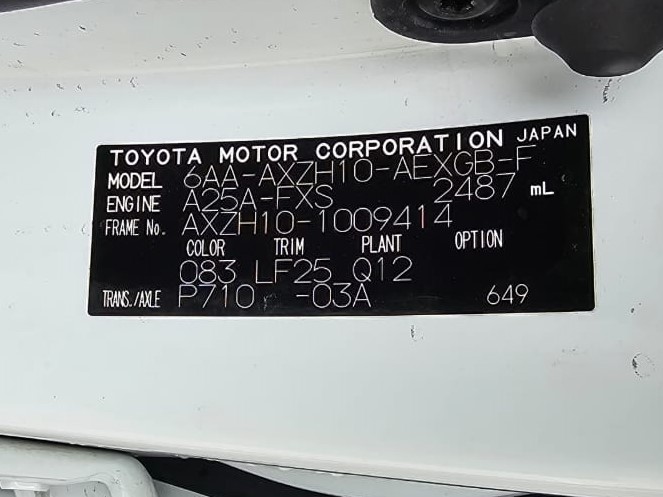 TOYOTA MOTOR CORPORATION JAPAN
MODEL 6AA-AXZH10-AEXGB-F
ENGINE A25A-FXS 2487 mL
FRAME No. AXZH10-1009414
COLOR TRIM PLANT OPTION
083 LF25 Q12
TRANS./AXLE P710 -03A 649